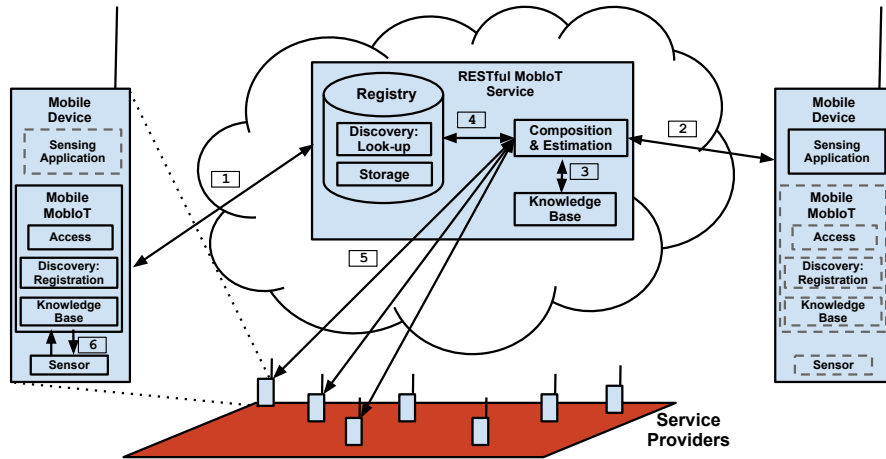 Mobile
Device
Sensing
Application
Mobile
MobIoT
Access
Discovery:
Registration
Knowledge
Base
6
Sensor
1
RESTful MobIoT
Service
Registry
Discovery:
Look-up
Storage
4
Composition
& Estimation
3
Knowledge
Base
2
5
Mobile
Device
Sensing
Application
Mobile
MobIoT
Access
Discovery:
Registration
Knowledge
Base
Sensor
Service
Providers